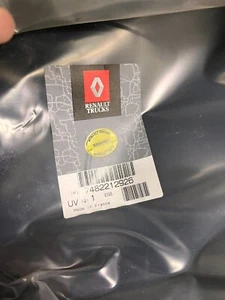 RENAULT
TRUCKS
7482212926
UV
1
Made in France